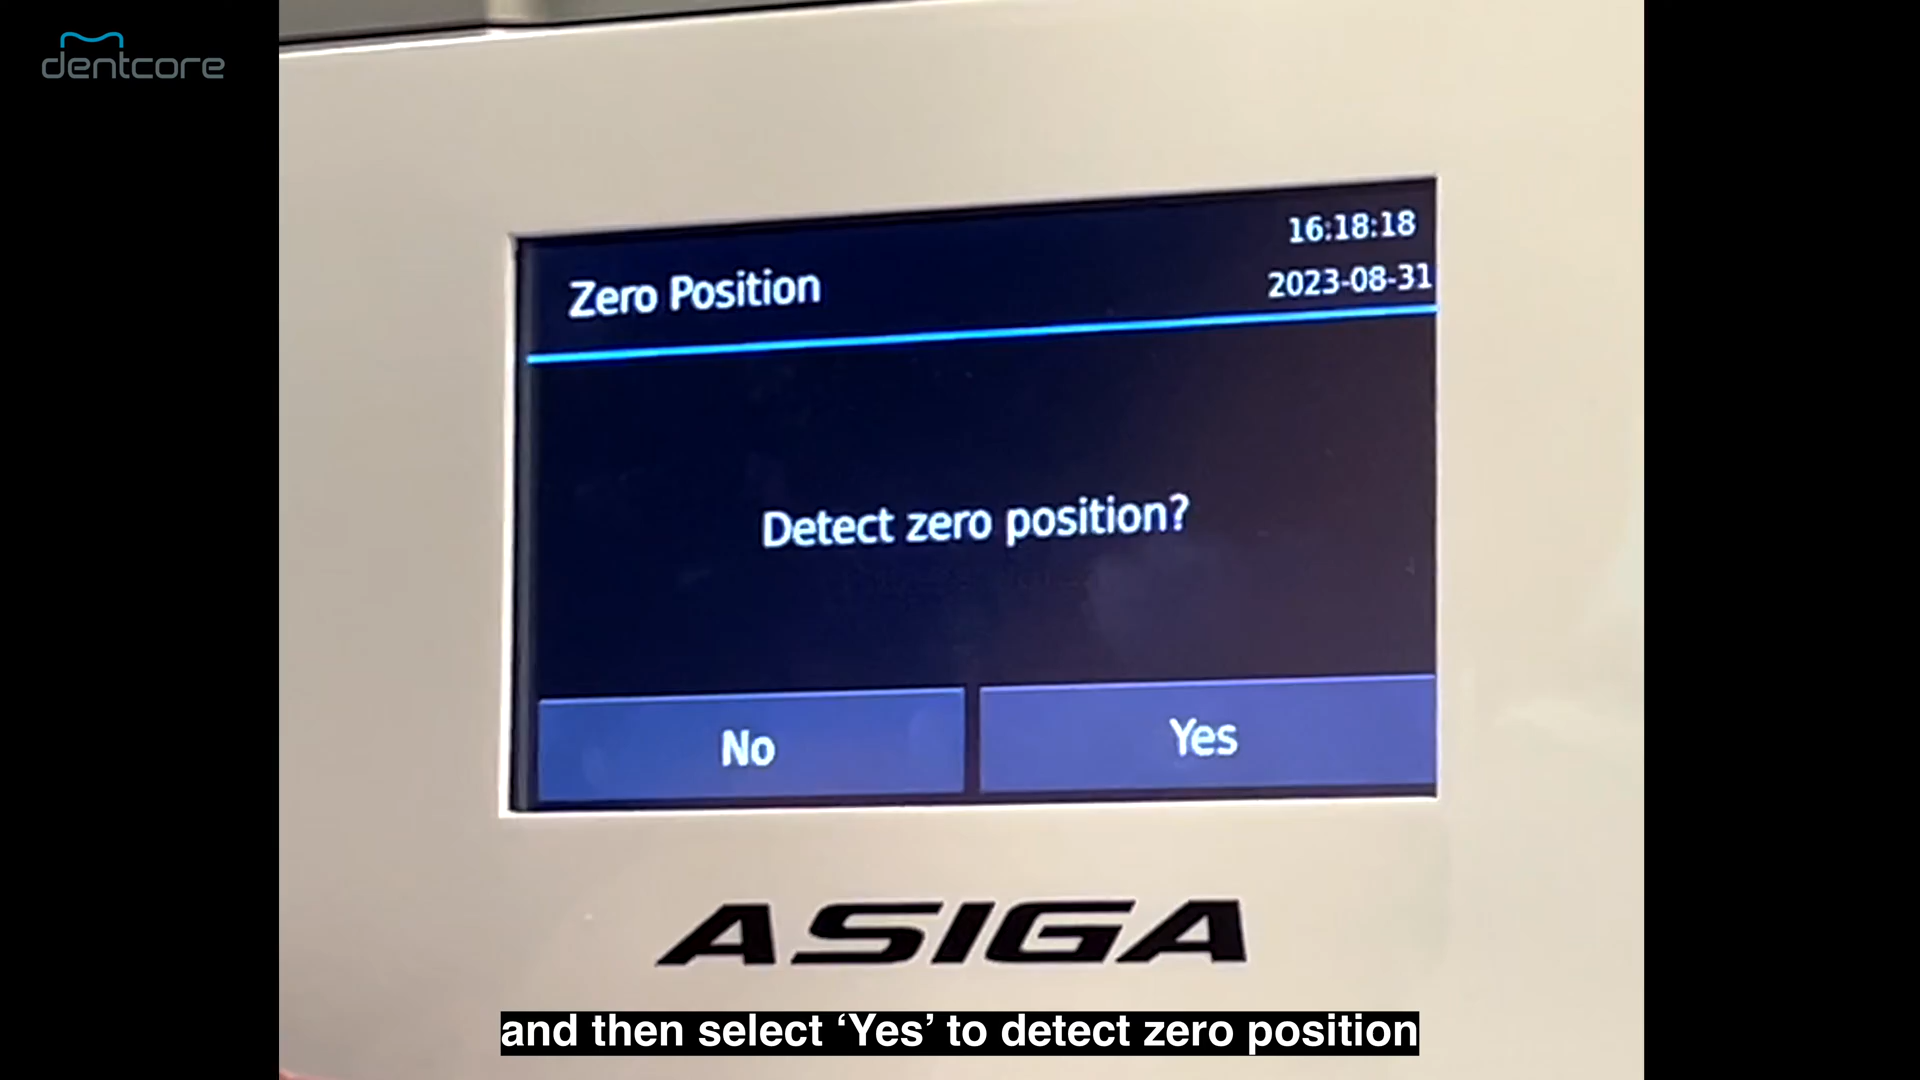 dentcore
16:18:18
Zero Position
2023-08-31
Detect zero position?
No
Yes
ASIGA
and then select ‘Yes’ to detect zero position